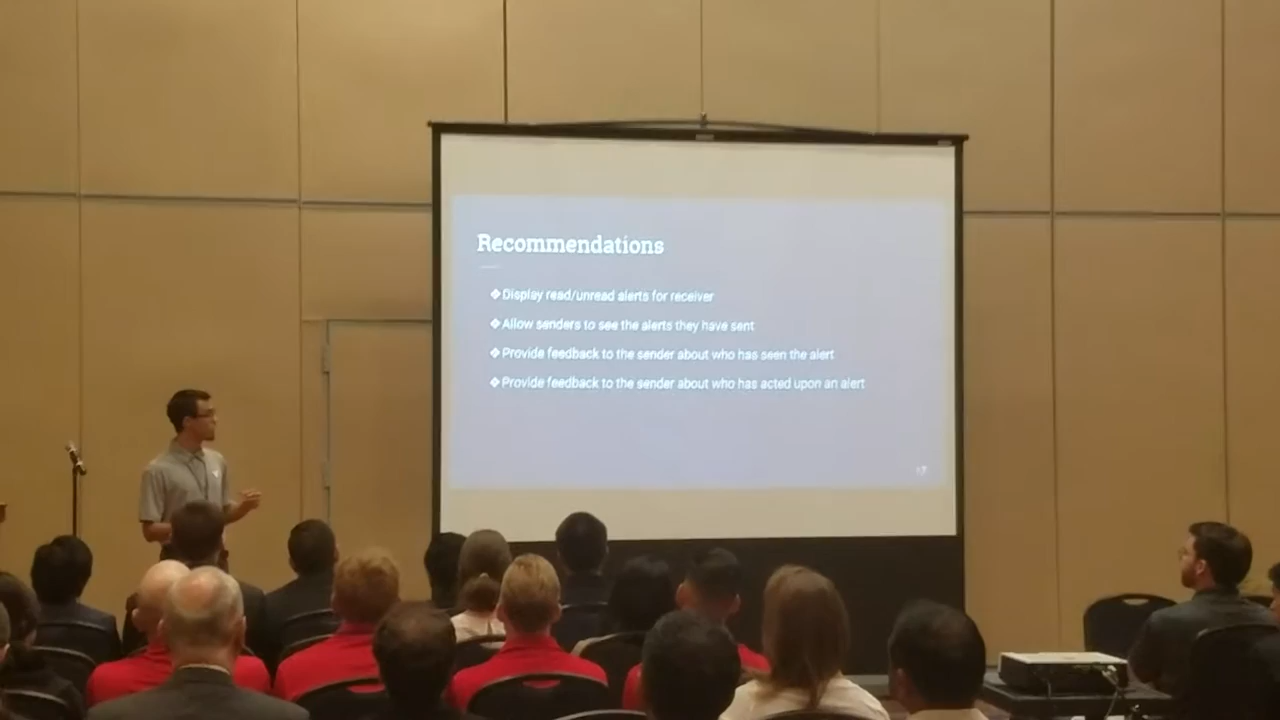 Recommendations
❖ Display read/unread alerts for receiver
❖ Allow senders to see the alerts they have sent
❖ Provide feedback to the sender about who has seen the alert
❖ Provide feedback to the sender about who has acted upon an alert
17